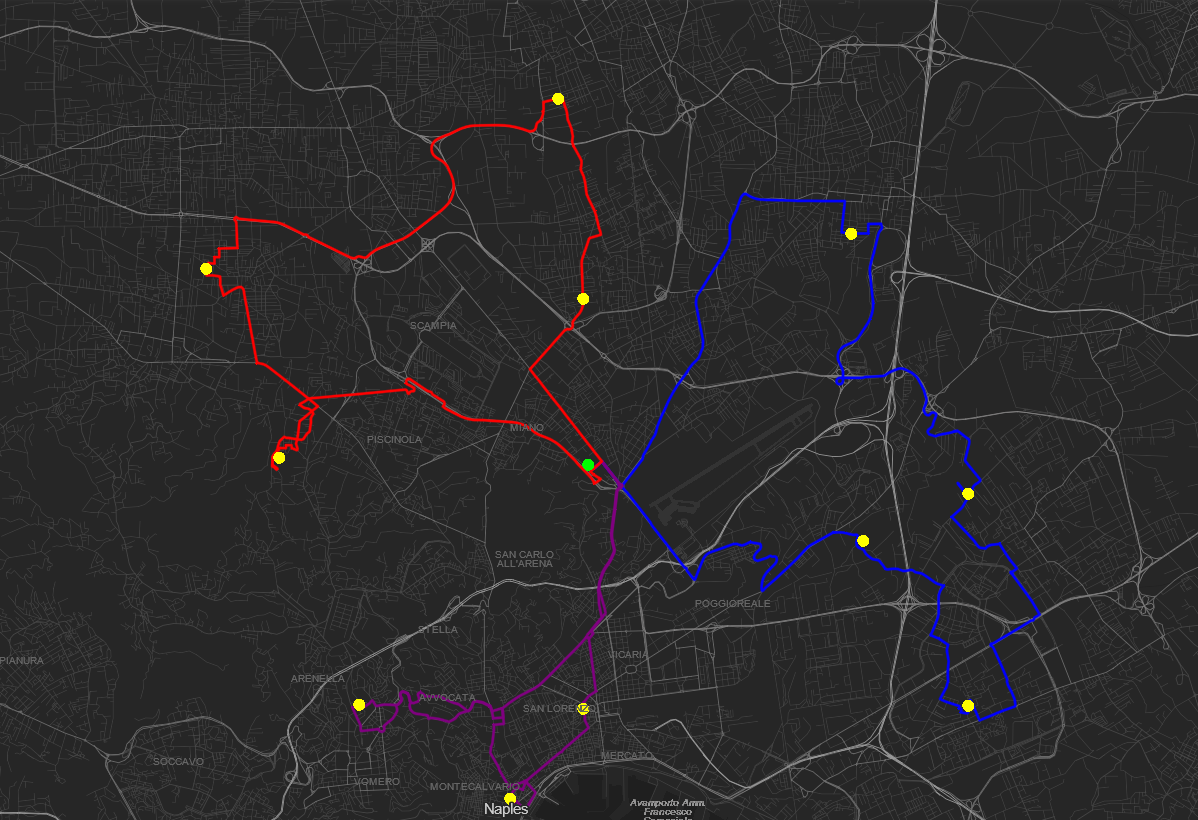 SCAMPIA
MIANO
PISCINOLA
SAN CARLO
ALL'ARENA
POGGIOREALE
STELLA
VICARIA
PIANURA
ARENELLA
AVVOCATA
SAN LORENZO
MERCATO
SOCCAVO
VOMERO
MONTECALVARIO
Naples
Avamporto Amm.
Francesco